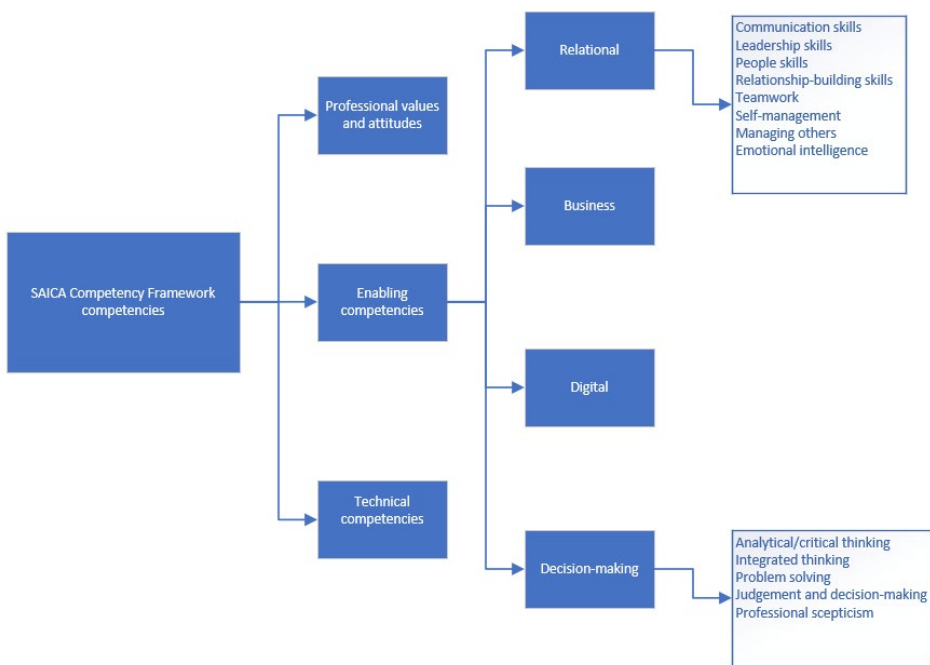 SAICA Competency Framework
competencies
Professional values
and attitudes
Enabling
competencies
Technical
competencies
Relational
Business
Digital
Decision-making
Communication skills
Leadership skills
People skills
Relationship-building skills
Teamwork
Self-management
Managing others
Emotional intelligence
Analytical/critical thinking
Integrated thinking
Problem solving
Judgement and decision-making
Professional scepticism